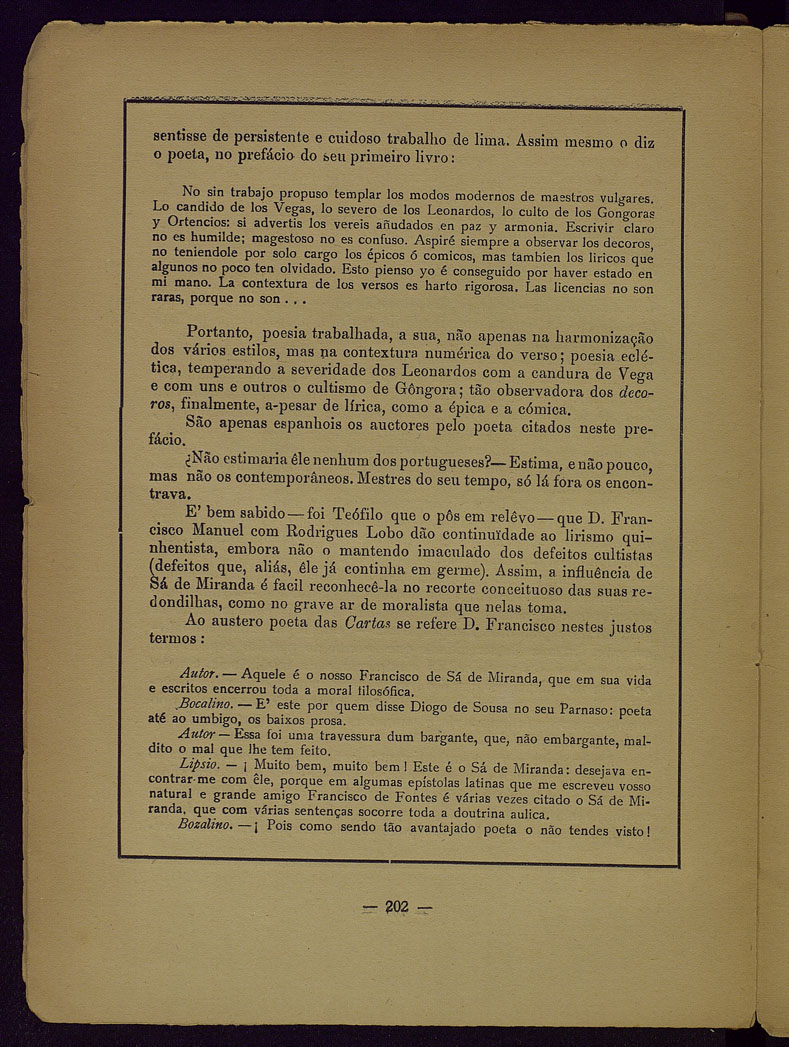 sentisse de persistente e cuidoso trabalho de lima. Assim mesmo o diz
o poeta, no prefácio do seu primeiro livro:
No sin trabajo propuso templar los modos modernos de maestros vulgares.
Lo candido de los Vegas, lo severo de los Leonardos, lo culto de los Gongoras
y Ortencios: si advertis los vereis añudados en paz y armonia. Escrivir claro
no es humilde; magestoso no es confuso. Aspiré siempre a observar los decoros,
no teniendole por solo cargo los épicos ó comicos, mas tambien los liricos que
algunos no poco ten olvidado. Esto pienso yo é conseguido por haver estado en
mi mano. La contextura de los versos es harto rigorosa. Las licencias no son
raras, porque no son . . .
Portanto, poesia trabalhada, a sua, não apenas na harmonização
dos vários estilos, mas na contextura numérica do verso; poesia eclé-
tica, temperando a severidade dos Leonardos com a candura de Vega
e com uns e outros o cultismo de Gôngora; tão observadora dos deco-
ros, finalmente, a-pesar de lírica, como a épica e a cómica.
São apenas espanhois os auctores pelo poeta citados neste pre-
fácio.
¿Não estimaria êle nenhum dos portugueses?—Estima, e não pouco,
mas não os contemporâneos. Mestres do seu tempo, só lá fora os encon-
trava.
E' bem sabido—foi Teófilo que o pôs em relêvo—que D. Fran-
cisco Manuel com Rodrigues Lobo dão continuïdade ao lirismo qui-
nhentista, embora não o mantendo imaculado dos defeitos cultistas
(defeitos que, aliás, êle já continha em germe). Assim, a influência de
Sá de Miranda é facil reconhecê-la no recorte conceituoso das suas re-
dondilhas, como no grave ar de moralista que nelas toma.
Ao austero poeta das Cartas se refere D. Francisco nestes justos
termos:
Autor. — Aquele é o nosso Francisco de Sá de Miranda, que em sua vida
e escritos encerrou toda a moral filosófica.
Bocalino. — E' este por quem disse Diogo de Sousa no seu Parnaso: poeta
até ao umbigo, os baixos prosa.
Autor — Essa foi uma travessura dum bargante, que, não embargante, mal-
dito o mal que lhe tem feito.
Lipsio. — ¡ Muito bem, muito bem! Este é o Sá de Miranda: desejava en-
contrar-me com êle, porque em algumas epístolas latinas que me escreveu vosso
natural e grande amigo Francisco de Fontes é várias vezes citado o Sá de Mi-
randa, que com várias sentenças socorre toda a doutrina aulica.
Bozalino. — ¡ Pois como sendo tão avantajado poeta o não tendes visto!
— 202 —